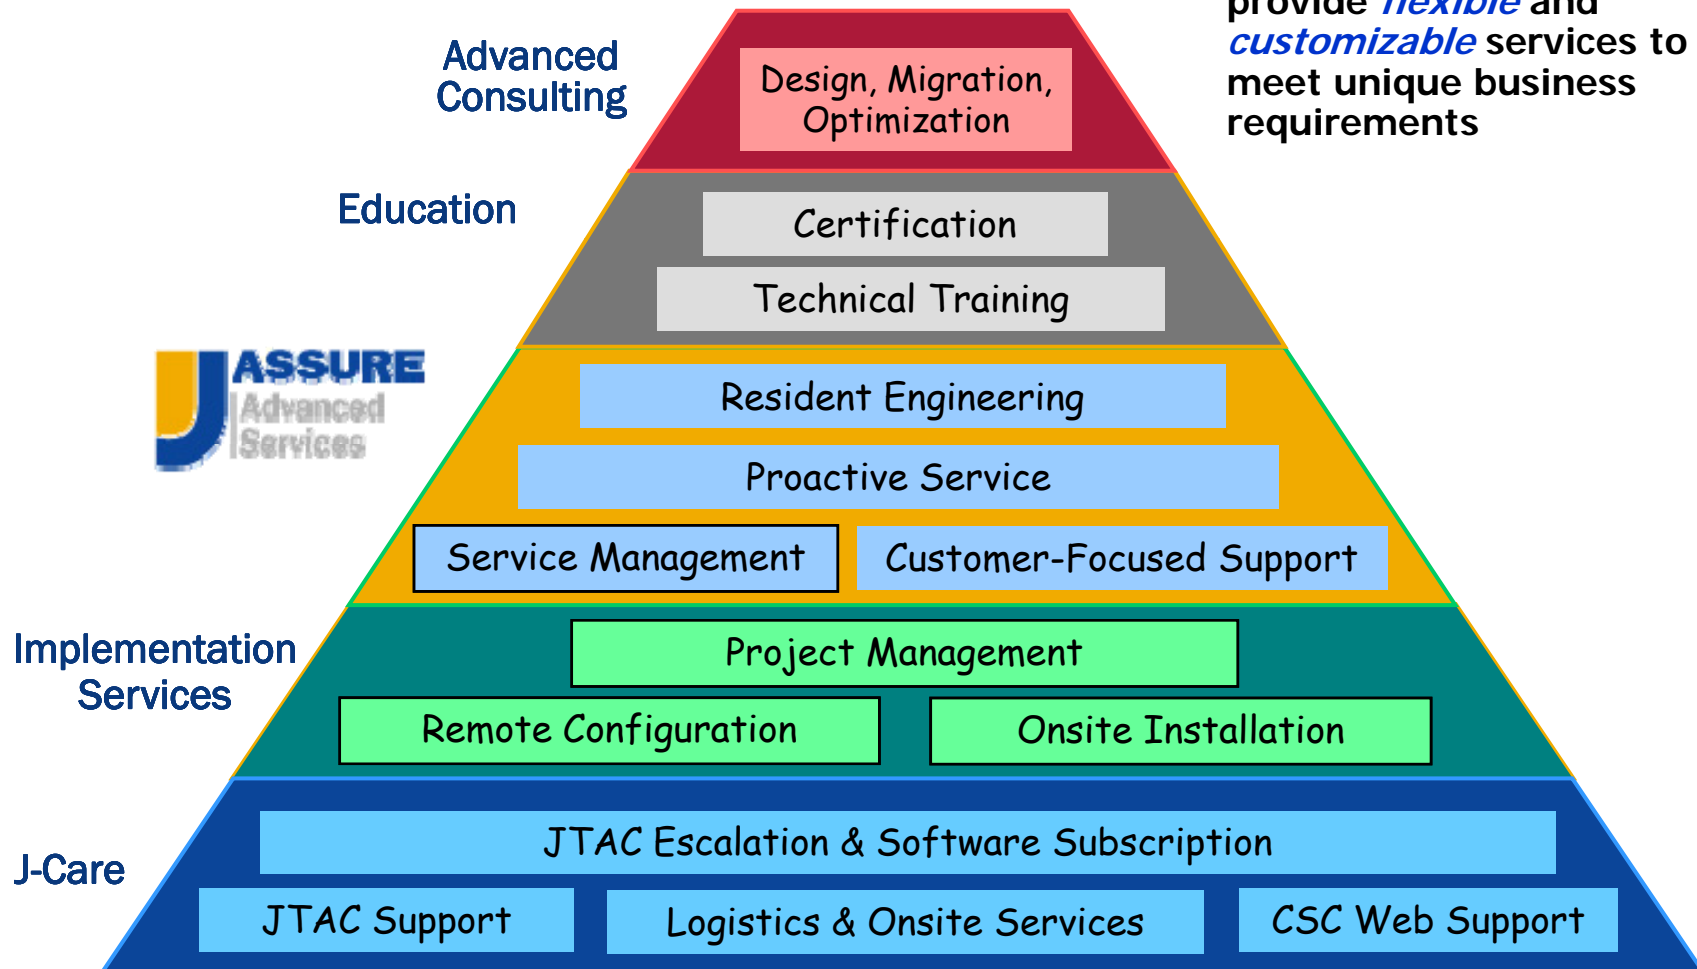 provide flexible and
customizable services to
meet unique business
requirements
Advanced
Consulting
Design, Migration,
Optimization
Education
Certification
Technical Training
J ASSURE
Advanced
Services
Resident Engineering
Proactive Service
Service Management
Customer-Focused Support
Implementation
Services
Project Management
Remote Configuration
Onsite Installation
J-Care
JTAC Escalation & Software Subscription
JTAC Support
Logistics & Onsite Services
CSC Web Support